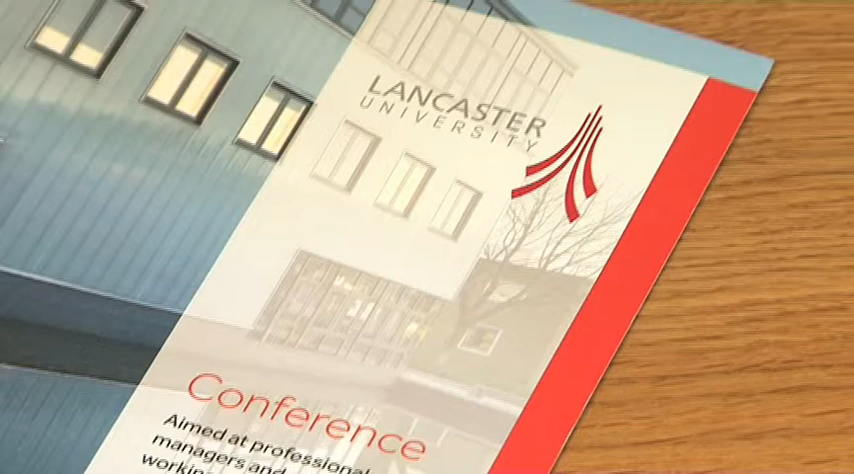 LANCASTER
UNIVERSITY
Conference
Aimed at professional
managers and